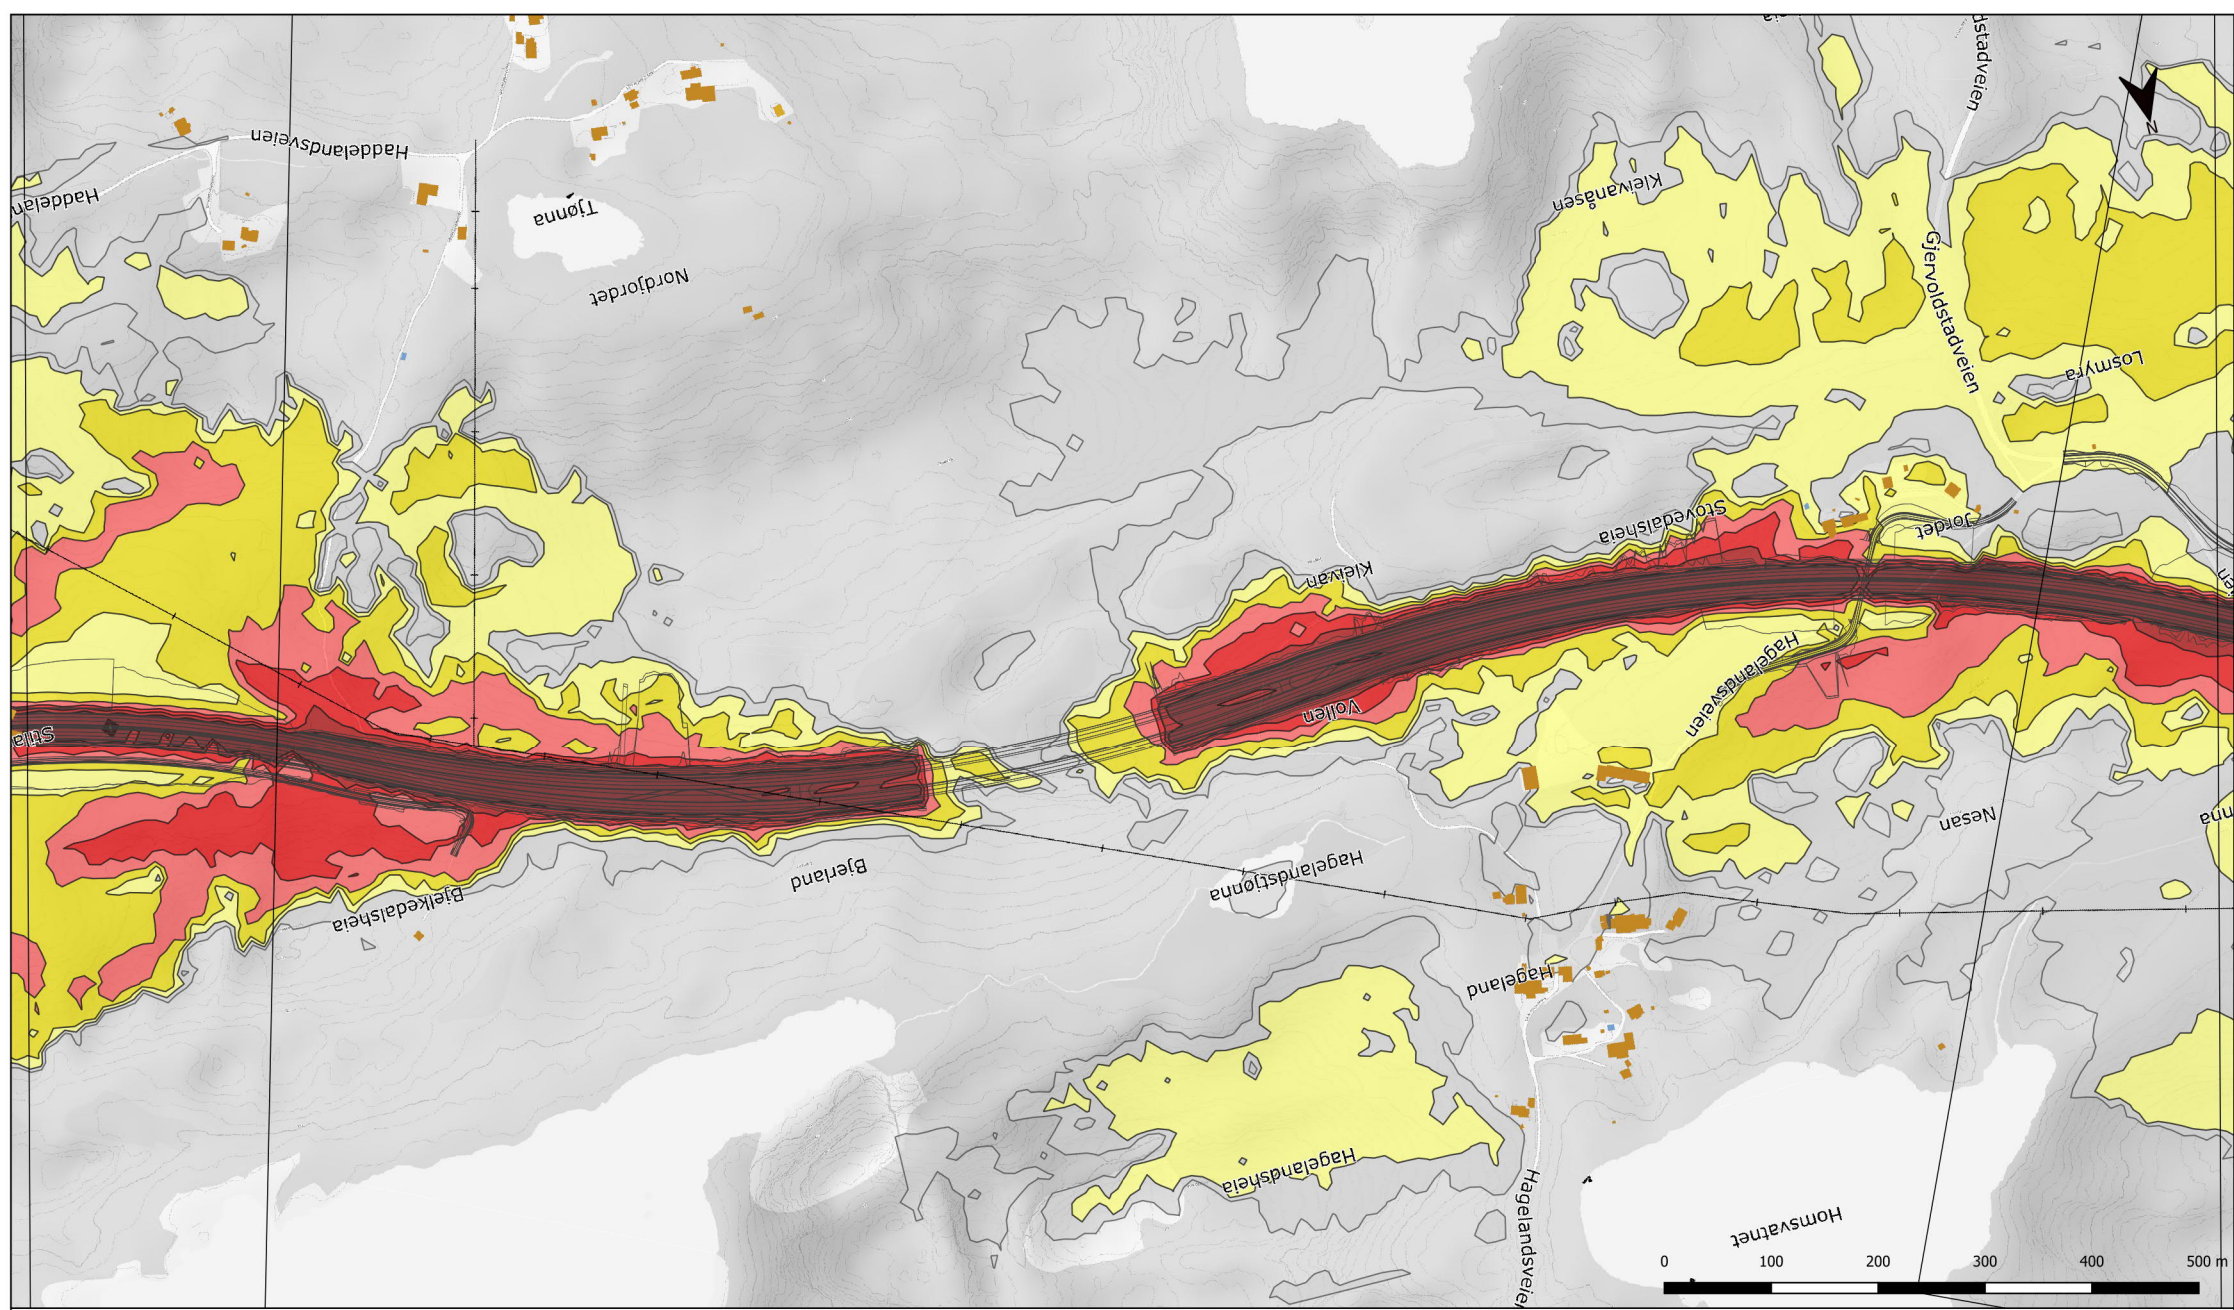 dstadveien
N
Haddelandsveien
Haddelan
Kleivanåsen
Tjønna
Nordjordet
Gjervoldstadveien
Losmyra
Stovedalsheia
Jordet
Kleivan
Hagelandsveien
Vollen
Stila
Nesan
Bjerland
Hagelandstjønna
Bjelkedalsheia
Hageland
Hagelandsheia
Hagelandsveien
Homsvatnet
0 100 200 300 400 500 m